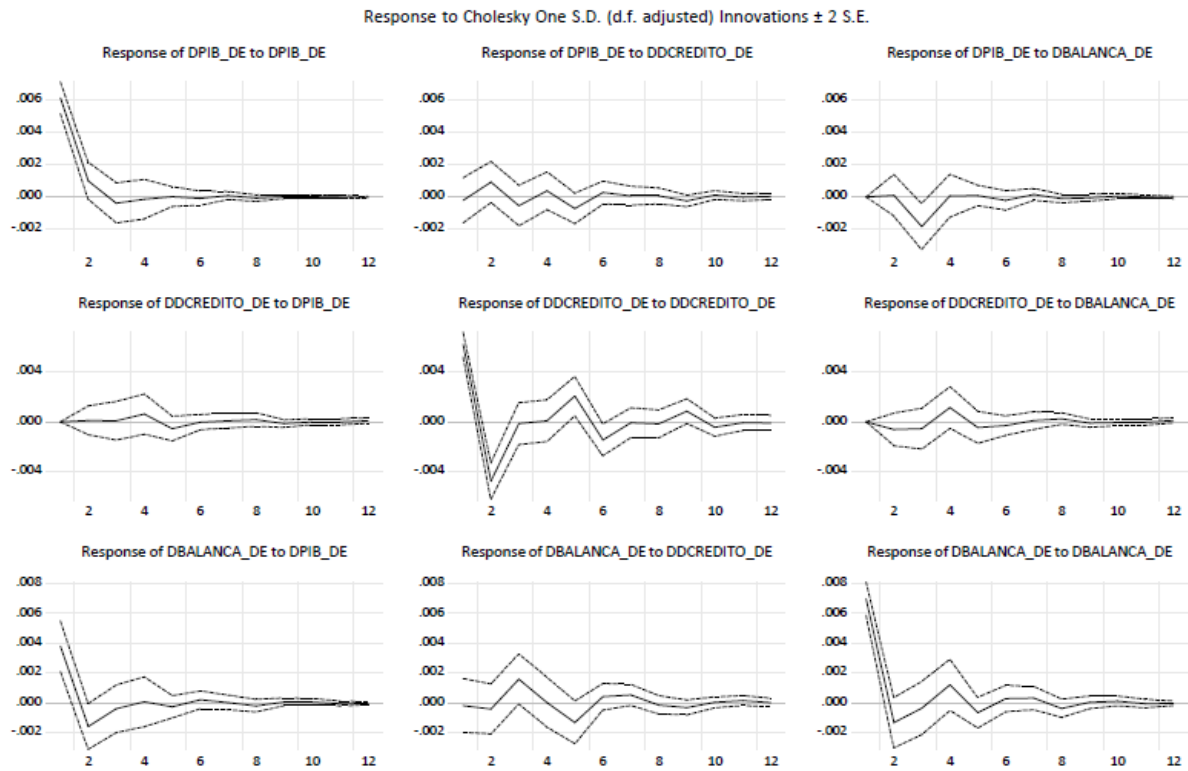 Response to Cholesky One S.D. (d.f. adjusted) Innovations ± 2 S.E.
Response of DPIB_DE to DPIB_DE
.006
.004
.002
.000
-.002
2 4 6 8 10 12
Response of DPIB_DE to DDCREDITO_DE
.006
.004
.002
.000
-.002
2 4 6 8 10 12
Response of DPIB_DE to DBALANCA_DE
.006
.004
.002
.000
-.002
2 4 6 8 10 12
Response of DDCREDITO_DE to DPIB_DE
.004
.000
-.004
2 4 6 8 10 12
Response of DDCREDITO_DE to DDCREDITO_DE
.004
.000
-.004
2 4 6 8 10 12
Response of DDCREDITO_DE to DBALANCA_DE
.004
.000
-.004
2 4 6 8 10 12
Response of DBALANCA_DE to DPIB_DE
.008
.006
.004
.002
.000
-.002
2 4 6 8 10 12
Response of DBALANCA_DE to DDCREDITO_DE
.008
.006
.004
.002
.000
-.002
2 4 6 8 10 12
Response of DBALANCA_DE to DBALANCA_DE
.008
.006
.004
.002
.000
-.002
2 4 6 8 10 12